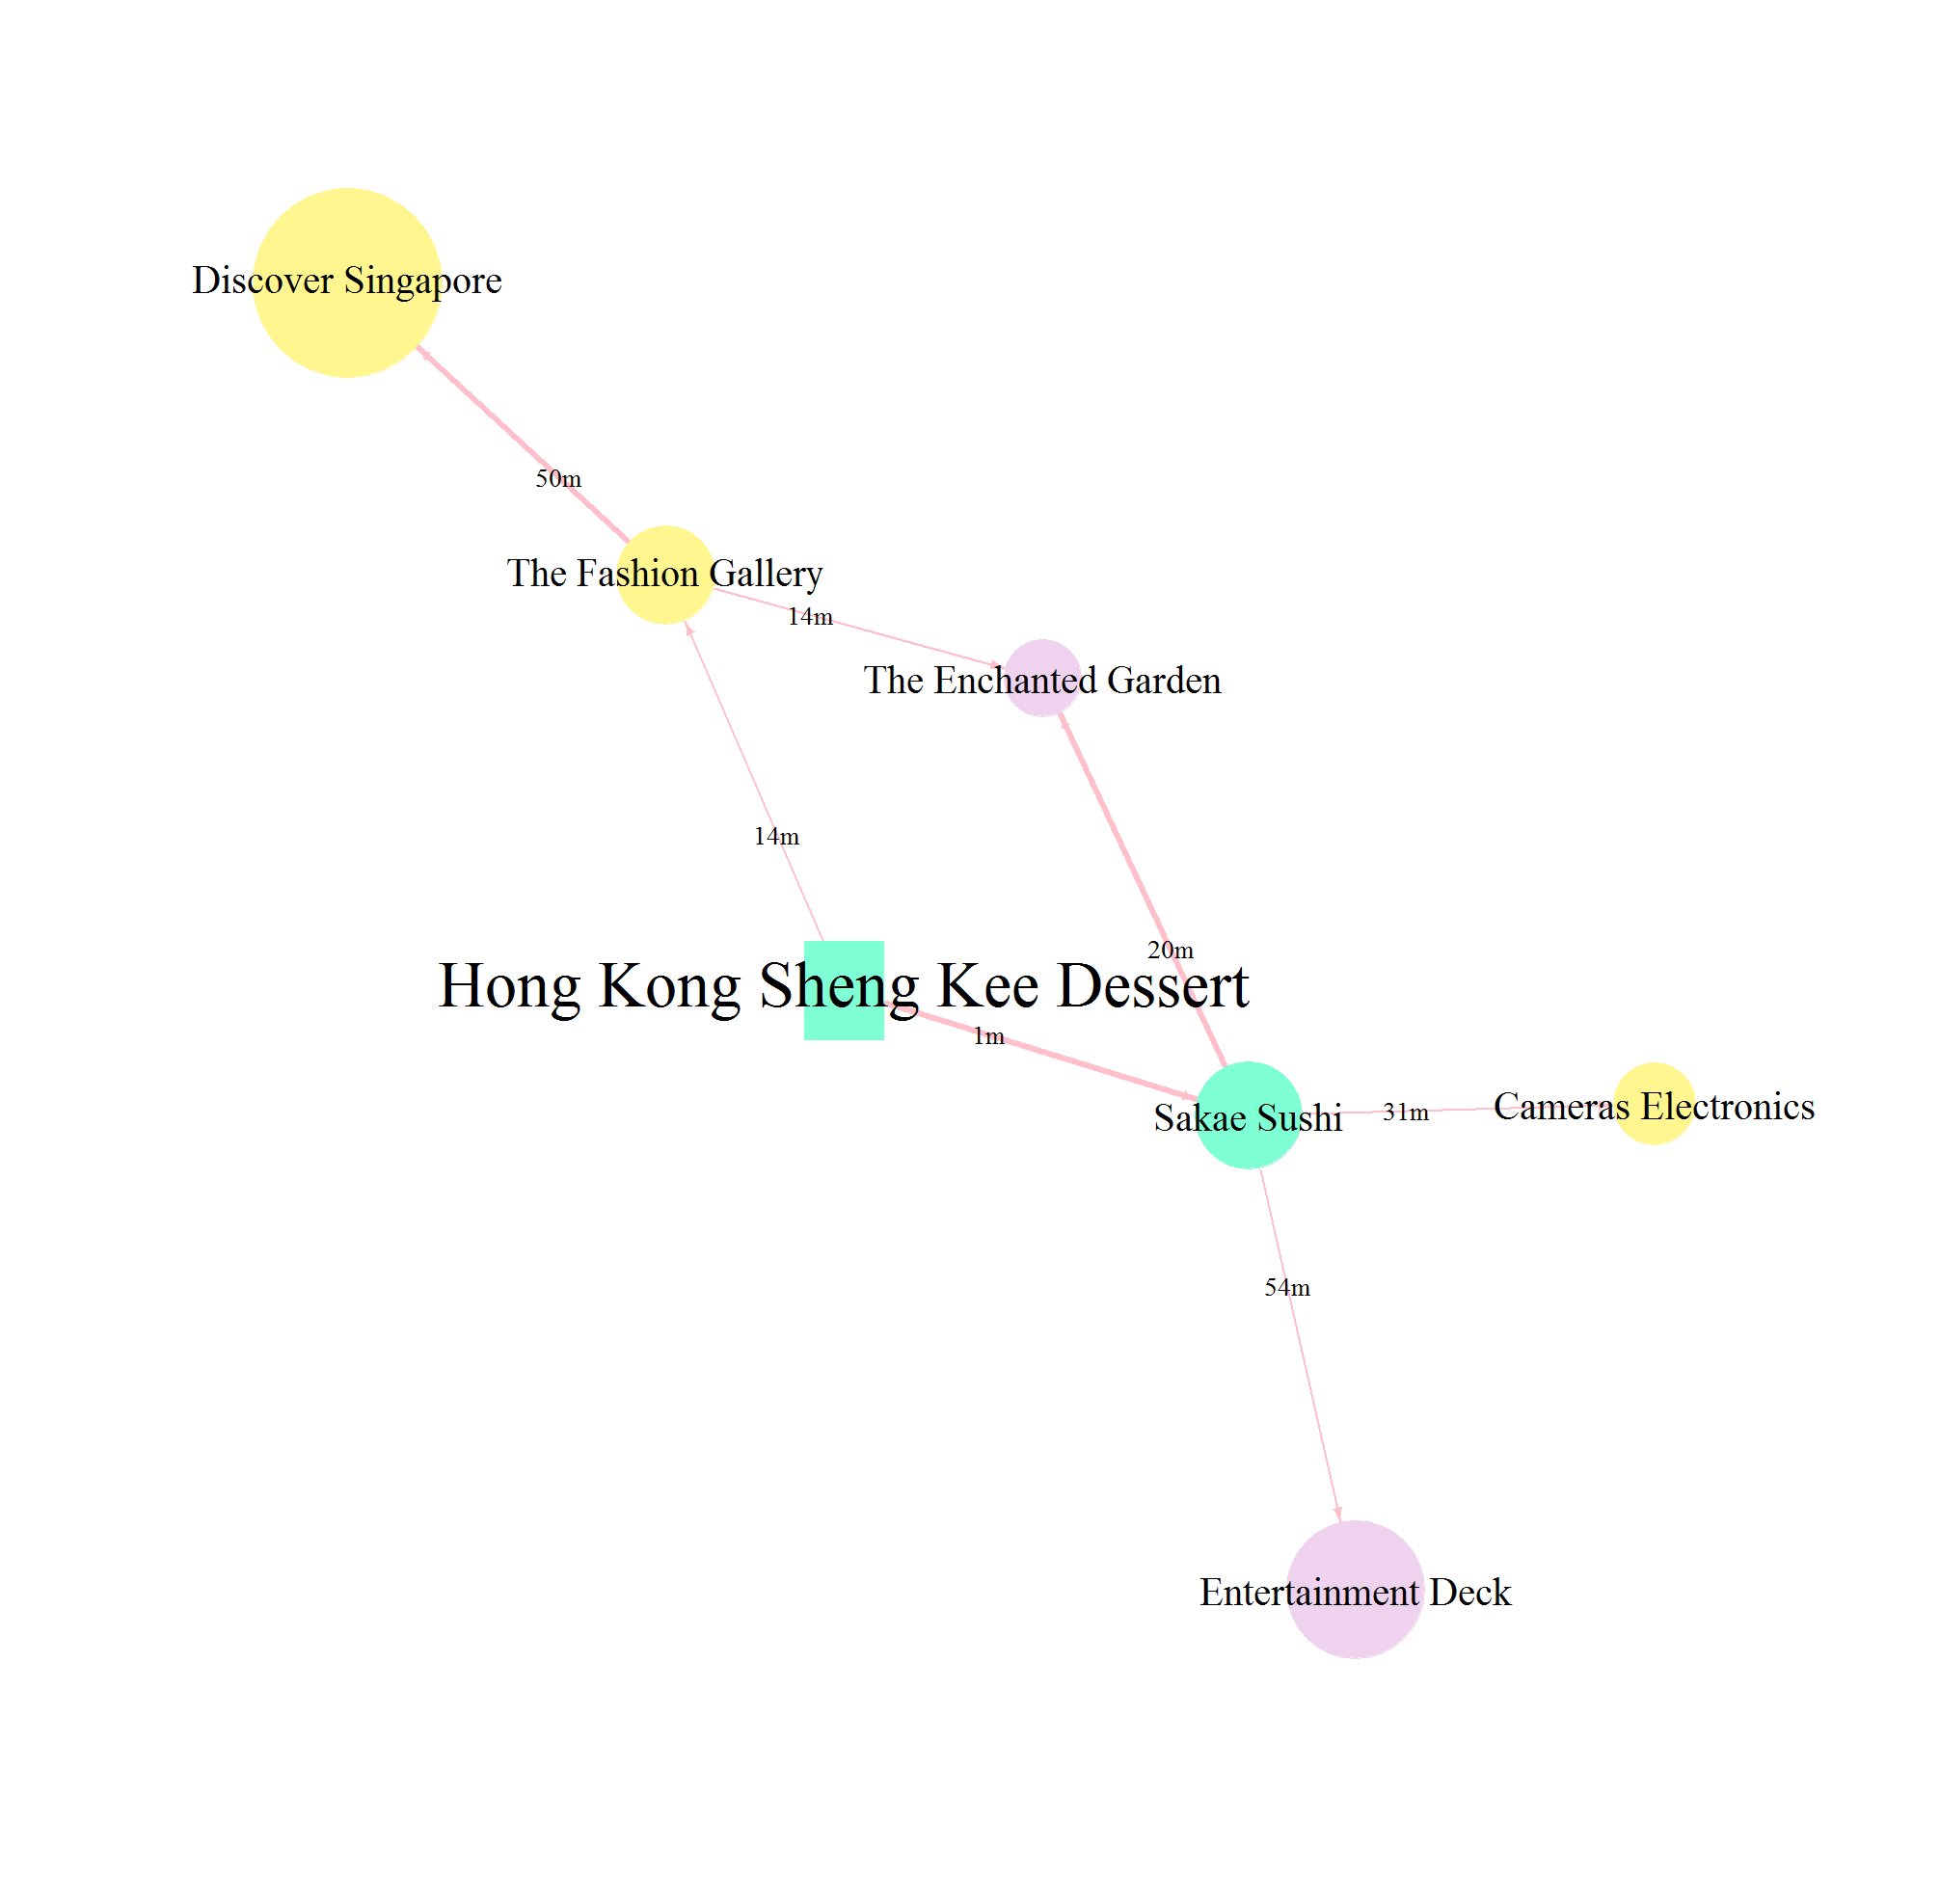 Discover Singapore
50m
The Fashion Gallery
14m
The Enchanted Garden
14m
20m
Hong Kong Sheng Kee Dessert
1m
Sakae Sushi
31m
Cameras Electronics
54m
Entertainment Deck